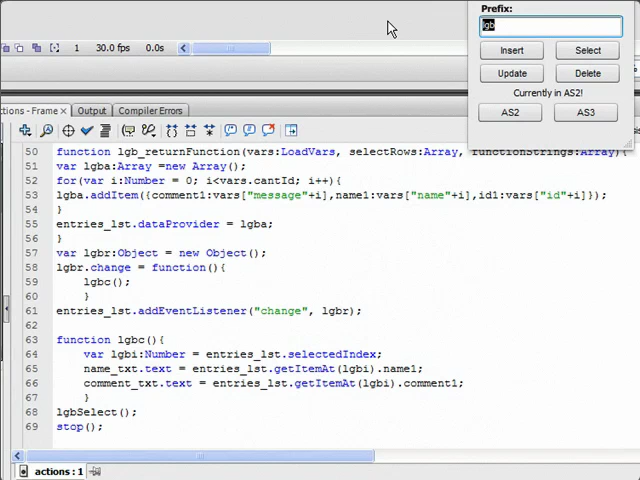 Prefix:
lgb
Insert Select
Update Delete
Currently in AS2!
AS2 AS3
1 30.0 fps 0.0s
ctions - Frame Output Compiler Errors
50 function lgb_returnFunction(vars:LoadVars, selectRows:Array, functionStrings:Array){
51 var lgba:Array =new Array();
52 for(var i:Number = 0; i<vars.cantId; i++){
53 lgba.addItem({comment1:vars["message"+i],name1:vars["name"+i],id1:vars["id"+i]});
54 }
55 entries_lst.dataProvider = lgba;
56 }
57 var lgbr:Object = new Object();
58 lgbr.change = function(){
59 lgbc();
60 }
61 entries_lst.addEventListener("change", lgbr);
62
63 function lgbc(){
64 var lgbi:Number = entries_lst.selectedIndex;
65 name_txt.text = entries_lst.getItemAt(lgbi).name1;
66 comment_txt.text = entries_lst.getItemAt(lgbi).comment1;
67 }
68 lgbSelect();
69 stop();
actions : 1